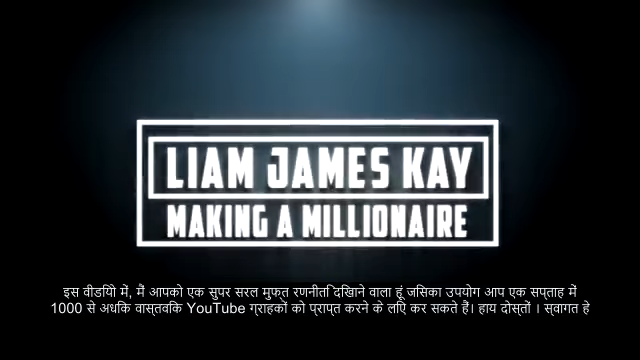 LIAM JAMES KAY
MAKING A MILLIONAIRE
इस वीडियो में, मैं आपको एक सुपर सरल मुफ्त रणनीति दिखाने वाला हूं जिसका उपयोग आप एक सप्ताह में
1000 से अधिक वास्तविक YouTube ग्राहकों को प्राप्त करने के लिए कर सकते हैं। हाय दोस्तों । स्वागत हे